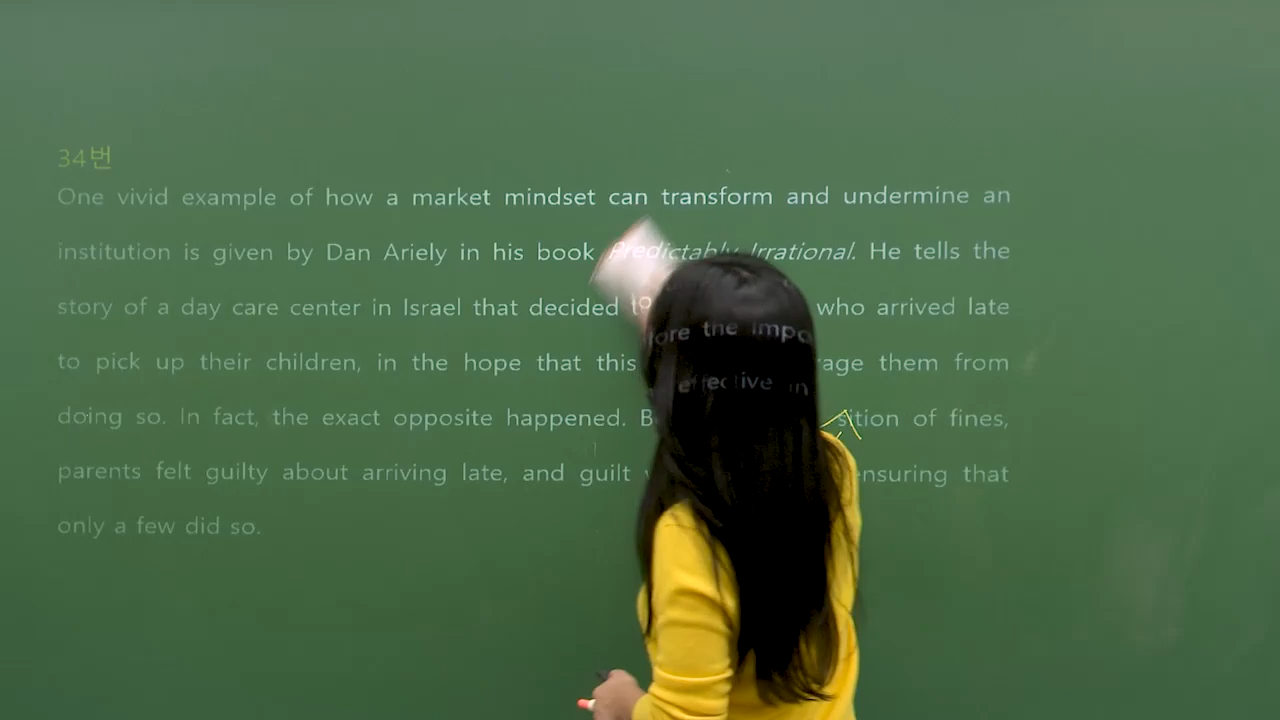 34번
One vivid example of how a market mindset can transform and undermine an
institution is given by Dan Ariely in his book Predictably Irrational. He tells the
story of a day care center in Israel that decided to who arrived late
to pick up their children, in the hope that this them from
doing so. In fact, the exact opposite happened. of fines,
parents felt guilty about arriving late, and guilt ensuring that
only a few did so.